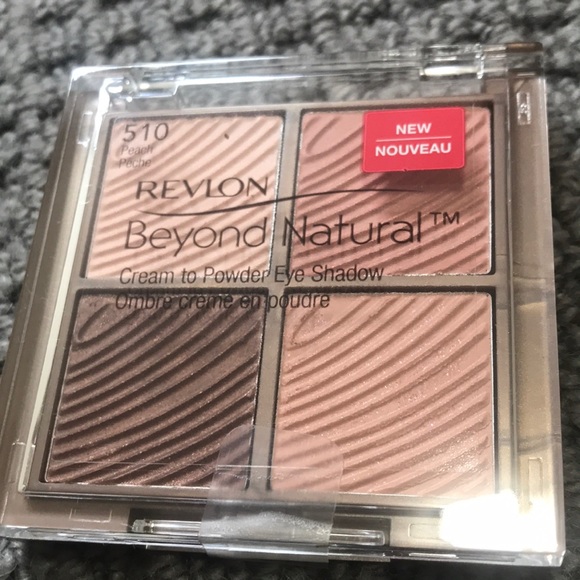 510
Peach
Pêche
NEW
NOUVEAU
REVLON
Beyond Natural™
Cream to Powder Eye Shadow
Ombre crème en poudre